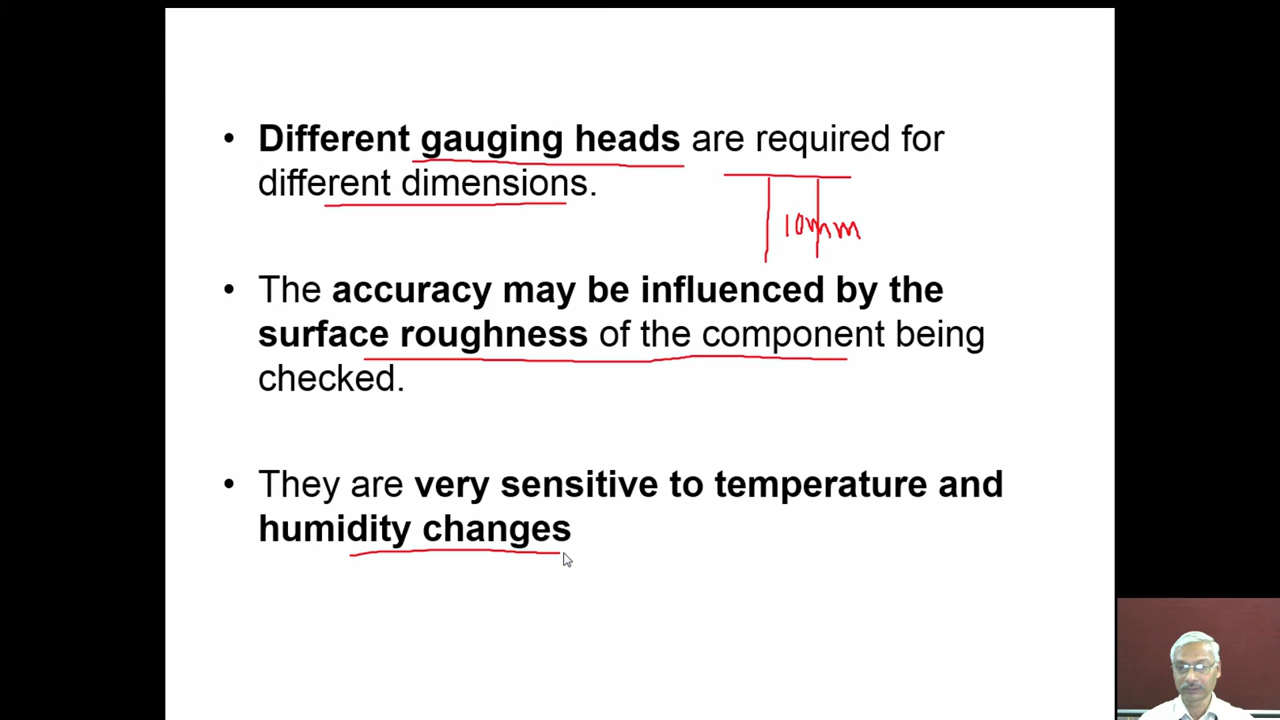 • Different gauging heads are required for
different dimensions.
10mm
• The accuracy may be influenced by the
surface roughness of the component being
checked.
• They are very sensitive to temperature and
humidity changes